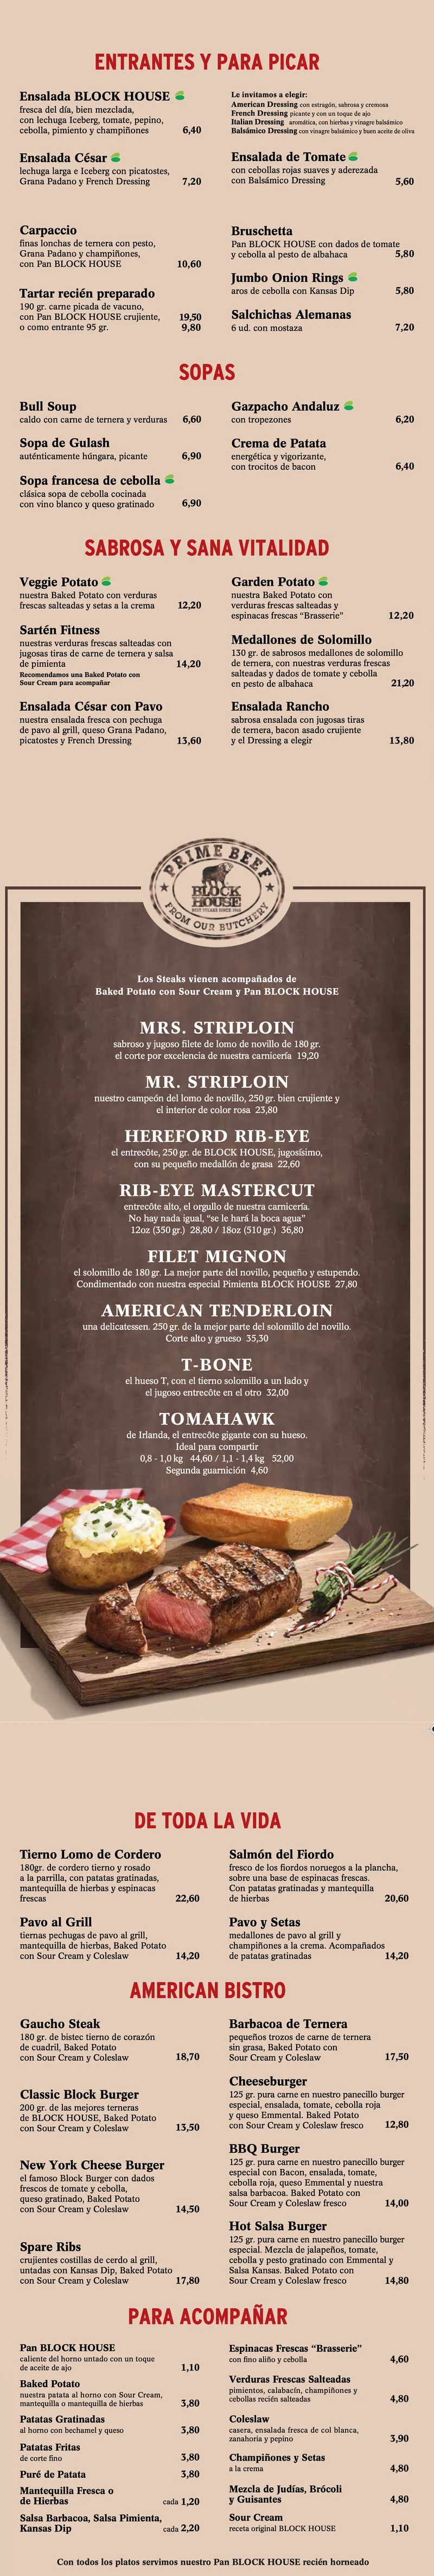 ENTRANTES Y PARA PICAR
Ensalada BLOCK HOUSE
fresca del día, bien mezclada,
con lechuga Iceberg, tomate, pepino,
cebolla, pimiento y champiñones 6,40
Le invitamos a elegir:
American Dressing con estragón, sabrosa y cremosa
French Dressing picante y con un toque de ajo
Italian Dressing aromática, con hierbas y vinagre balsámico
Balsámico Dressing con vinagre balsámico y buen aceite de oliva
Ensalada César
lechuga larga e Iceberg con picatostes,
Grana Padano y French Dressing 7,20
Ensalada de Tomate
con cebollas rojas suaves y aderezada
con Balsámico Dressing 5,60
Carpaccio
finas lonchas de ternera con pesto,
Grana Padano y champiñones,
con Pan BLOCK HOUSE 10,60
Tartar recién preparado
190 gr. carne picada de vacuno,
con Pan BLOCK HOUSE crujiente, 19,50
o como entrante 95 gr. 9,80
Bruschetta
Pan BLOCK HOUSE con dados de tomate
y cebolla al pesto de albahaca 5,80
Jumbo Onion Rings
aros de cebolla con Kansas Dip 5,80
Salchichas Alemanas
6 ud. con mostaza 7,20
SOPAS
Bull Soup
caldo con carne de ternera y verduras 6,60
Sopa de Gulash
auténticamente húngara, picante 6,90
Sopa francesa de cebolla
clásica sopa de cebolla cocinada
con vino blanco y queso gratinado 6,90
Gazpacho Andaluz
con tropezones 6,20
Crema de Patata
energética y vigorizante,
con trocitos de bacon 6,40
SABROSA Y SANA VITALIDAD
Veggie Potato
nuestra Baked Potato con verduras
frescas salteadas y setas a la crema 12,20
Sartén Fitness
nuestras verduras frescas salteadas con
jugosas tiras de carne de ternera y salsa
de pimienta 14,20
Recomendamos una Baked Potato con
Sour Cream para acompañar
Ensalada César con Pavo
nuestra ensalada fresca con pechuga
de pavo al grill, queso Grana Padano,
picatostes y French Dressing 13,60
Garden Potato
nuestra Baked Potato con
verduras frescas salteadas y
espinacas frescas “Brasserie” 12,20
Medallones de Solomillo
130 gr. de sabrosos medallones de solomillo
de ternera, con nuestras verduras frescas
salteadas y dados de tomate y cebolla
en pesto de albahaca 21,20
Ensalada Rancho
sabrosa ensalada con jugosas tiras
de ternera, bacon asado crujiente
y el Dressing a elegir 13,80
PRIME BEEF
BLOCK
HOUSE
BEST STEAKS SINCE 1968
FROM OUR BUTCHERY
Los Steaks vienen acompañados de
Baked Potato con Sour Cream y Pan BLOCK HOUSE
MRS. STRIPLOIN
sabroso y jugoso filete de lomo de novillo de 180 gr.
el corte por excelencia de nuestra carnicería 19,20
MR. STRIPLOIN
nuestro campeón del lomo de novillo, 250 gr. bien crujiente y
el interior de color rosa 23,80
HEREFORD RIB-EYE
el entrecôte, 250 gr. de BLOCK HOUSE, jugosísimo,
con su pequeño medallón de grasa 22,60
RIB-EYE MASTERCUT
entrecôte alto, el orgullo de nuestra carnicería.
No hay nada igual, “se le hará la boca agua”
12oz (350 gr.) 28,80 / 18oz (510 gr.) 36,80
FILET MIGNON
el solomillo de 180 gr. La mejor parte del novillo, pequeño y estupendo.
Condimentado con nuestra especial Pimienta BLOCK HOUSE 27,80
AMERICAN TENDERLOIN
una delicatessen. 250 gr. de la mejor parte del solomillo del novillo.
Corte alto y grueso 35,30
T-BONE
el hueso T, con el tierno solomillo a un lado y
el jugoso entrecôte en el otro 32,00
TOMAHAWK
de Irlanda, el entrecôte gigante con su hueso.
Ideal para compartir
0,8 - 1,0 kg 44,60 / 1,1 - 1,4 kg 52,00
Segunda guarnición 4,60
DE TODA LA VIDA
Tierno Lomo de Cordero
180gr. de cordero tierno y rosado
a la parrilla, con patatas gratinadas,
mantequilla de hierbas y espinacas
frescas 22,60
Pavo al Grill
tiernas pechugas de pavo al grill,
mantequilla de hierbas, Baked Potato
con Sour Cream y Coleslaw 14,20
Salmón del Fiordo
fresco de los fiordos noruegos a la plancha,
sobre una base de espinacas frescas.
Con patatas gratinadas y mantequilla
de hierbas 20,60
Pavo y Setas
medallones de pavo al grill y
champiñones a la crema. Acompañados
de patatas gratinadas 14,20
AMERICAN BISTRO
Gaucho Steak
180 gr. de bistec tierno de corazón
de cuadril, Baked Potato
con Sour Cream y Coleslaw 18,70
Classic Block Burger
200 gr. de las mejores terneras
de BLOCK HOUSE, Baked Potato
con Sour Cream y Coleslaw 13,50
New York Cheese Burger
el famoso Block Burger con dados
frescos de tomate y cebolla,
queso gratinado, Baked Potato
con Sour Cream y Coleslaw 14,50
Spare Ribs
crujientes costillas de cerdo al grill,
untadas con Kansas Dip, Baked Potato
con Sour Cream y Coleslaw 17,80
Barbacoa de Ternera
pequeños trozos de carne de ternera
sin grasa, Baked Potato con
Sour Cream y Coleslaw 17,50
Cheeseburger
125 gr. pura carne en nuestro panecillo burger
especial, ensalada, tomate, cebolla roja
y queso Emmental. Baked Potato
con Sour Cream y Coleslaw fresco 12,80
BBQ Burger
125 gr. pura carne en nuestro panecillo burger
especial con Bacon, ensalada, tomate,
cebolla roja, queso Emmental y nuestra
salsa barbacoa. Baked Potato con
Sour Cream y Coleslaw fresco 14,00
Hot Salsa Burger
125 gr. pura carne en nuestro panecillo burger
especial. Mezcla de jalapeños, tomate,
cebolla y pesto gratinado con Emmental y
Salsa Kansas. Baked Potato con
Sour Cream y Coleslaw fresco 14,80
PARA ACOMPAÑAR
Pan BLOCK HOUSE
caliente del horno untado con un toque
de aceite de ajo 1,10
Baked Potato
nuestra patata al horno con Sour Cream,
mantequilla o mantequilla de hierbas 3,80
Patatas Gratinadas
al horno con bechamel y queso 3,80
Patatas Fritas
de corte fino 3,80
Puré de Patata 3,80
Mantequilla Fresca o
de Hierbas cada 1,20
Salsa Barbacoa, Salsa Pimienta,
Kansas Dip cada 2,20
Espinacas Frescas “Brasserie”
con fino aliño y cebolla 4,60
Verduras Frescas Salteadas
pimientos, calabacín, champiñones y
cebollas recién salteadas 4,80
Coleslaw
casera, ensalada fresca de col blanca,
zanahoria y pepino 3,90
Champiñones y Setas
a la crema 4,80
Mezcla de Judías, Brócoli
y Guisantes 4,80
Sour Cream
receta original BLOCK HOUSE 1,10
Con todos los platos servimos nuestro Pan BLOCK HOUSE recién horneado